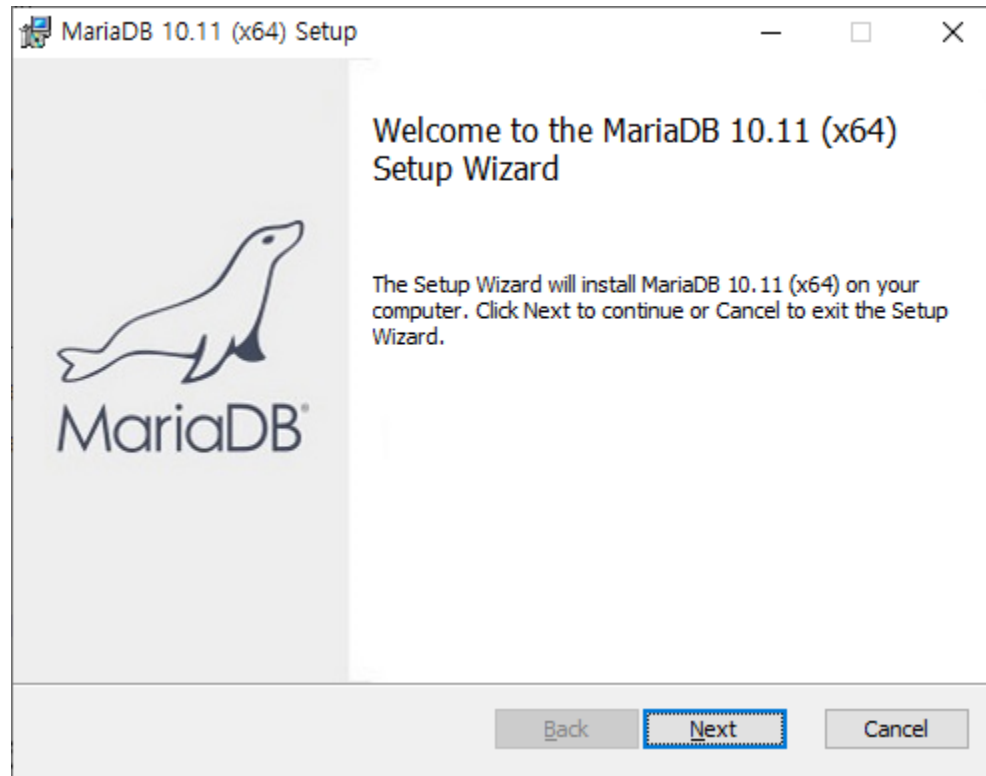 MariaDB 10.11 (x64) Setup
Welcome to the MariaDB 10.11 (x64)
Setup Wizard
The Setup Wizard will install MariaDB 10.11 (x64) on your
computer. Click Next to continue or Cancel to exit the Setup
Wizard.
MariaDB®
Back
Next
Cancel